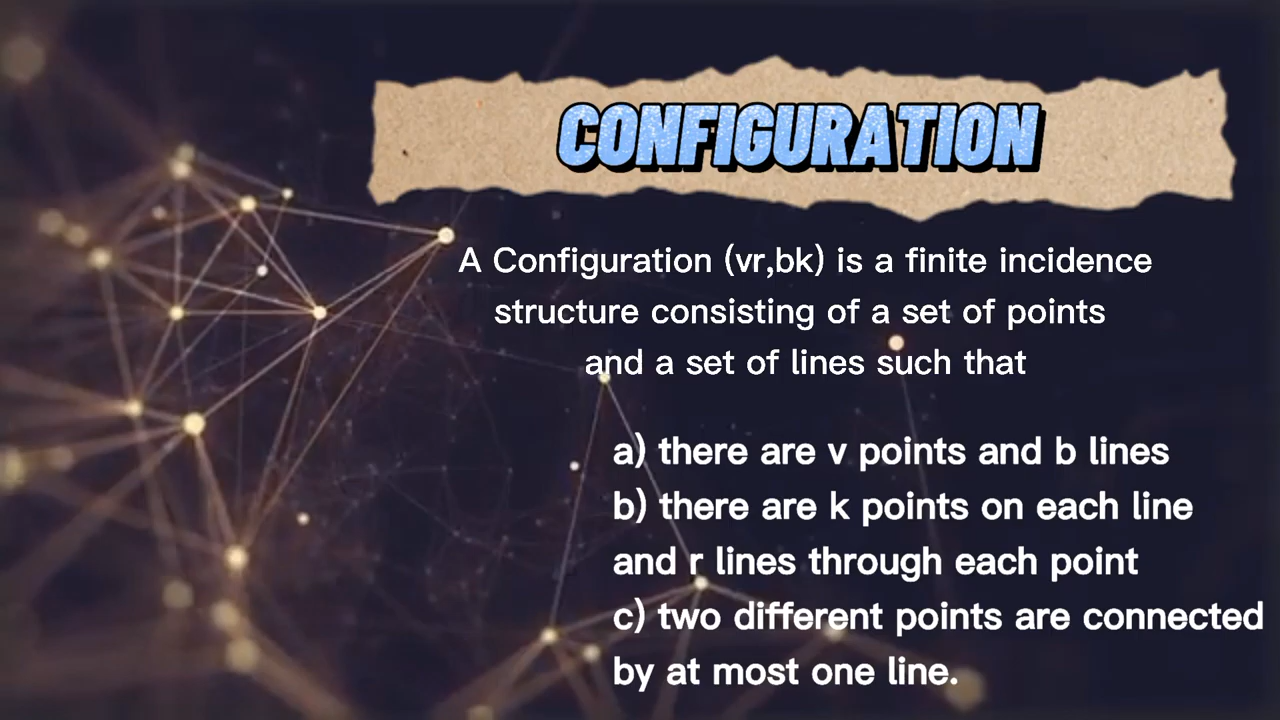 CONFIGURATION
A Configuration (vr,bk) is a finite incidence
structure consisting of a set of points
and a set of lines such that
a) there are v points and b lines
b) there are k points on each line
and r lines through each point
c) two different points are connected
by at most one line.